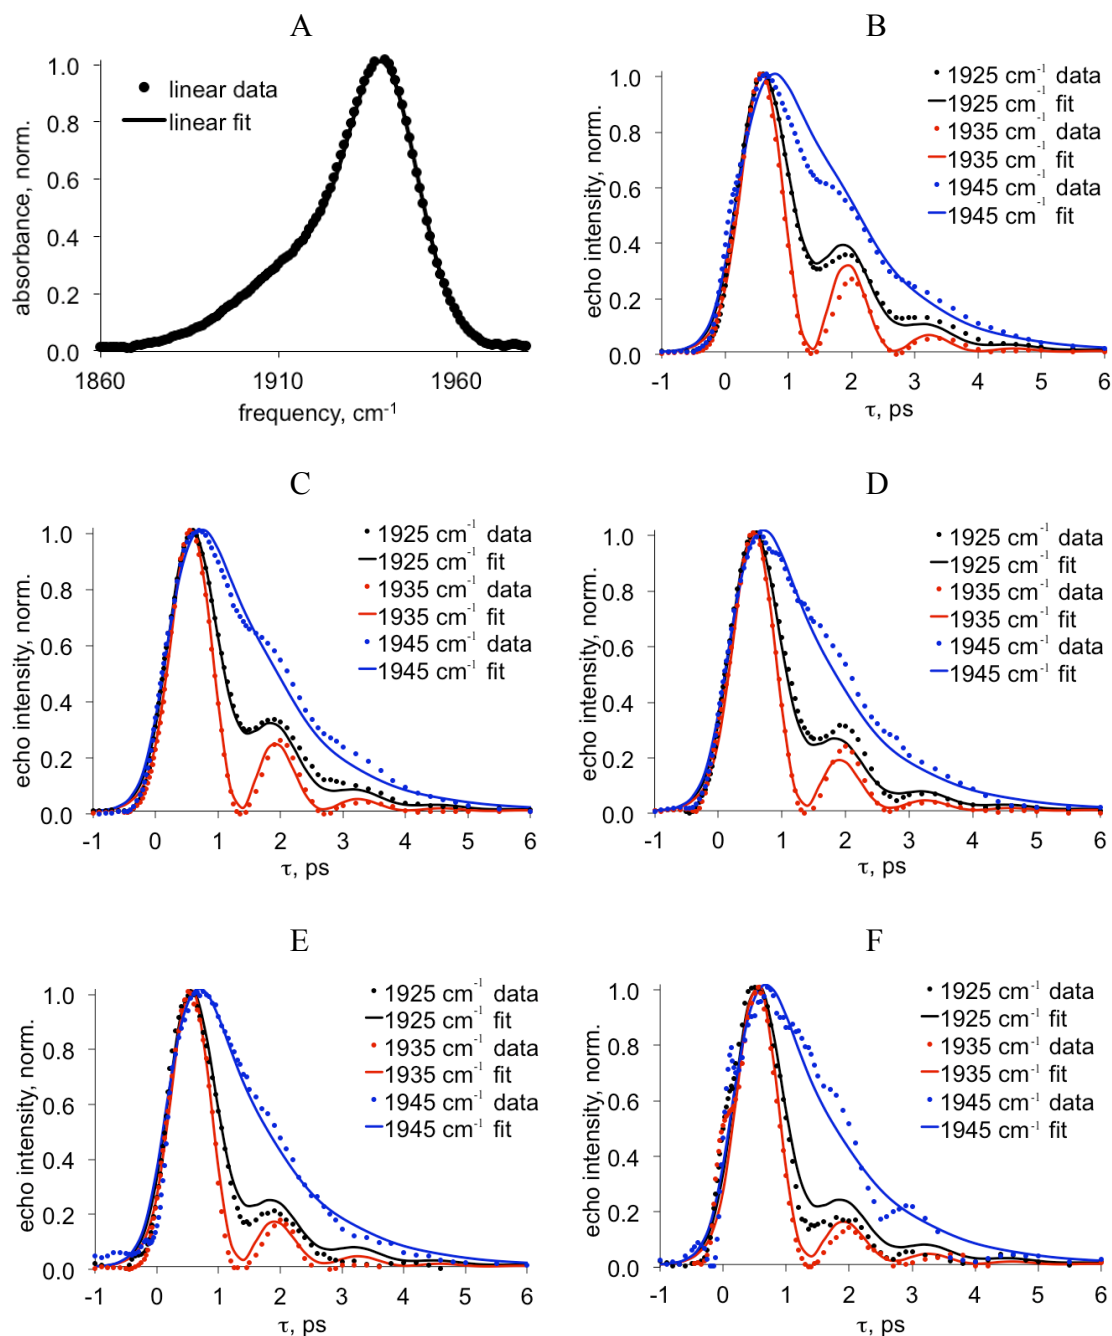 A
1.0
0.8
0.6
0.4
0.2
0.0
absorbance, norm.
linear data
linear fit
1860
1910
1960
frequency, cm-1
B
1.0
0.8
0.6
0.4
0.2
0.0
echo intensity, norm.
1925 cm-1 data
1925 cm-1 fit
1935 cm-1 data
1935 cm-1 fit
1945 cm-1 data
1945 cm-1 fit
-1 0 1 2 3 4 5 6
τ, ps
C
1.0
0.8
0.6
0.4
0.2
0.0
echo intensity, norm.
1925 cm-1 data
1925 cm-1 fit
1935 cm-1 data
1935 cm-1 fit
1945 cm-1 data
1945 cm-1 fit
-1 0 1 2 3 4 5 6
τ, ps
D
1.0
0.8
0.6
0.4
0.2
0.0
echo intensity, norm.
1925 cm-1 data
1925 cm-1 fit
1935 cm-1 data
1935 cm-1 fit
1945 cm-1 data
1945 cm-1 fit
-1 0 1 2 3 4 5 6
τ, ps
E
1.0
0.8
0.6
0.4
0.2
0.0
echo intensity, norm.
1925 cm-1 data
1925 cm-1 fit
1935 cm-1 data
1935 cm-1 fit
1945 cm-1 data
1945 cm-1 fit
-1 0 1 2 3 4 5 6
τ, ps
F
1.0
0.8
0.6
0.4
0.2
0.0
echo intensity, norm.
1925 cm-1 data
1925 cm-1 fit
1935 cm-1 data
1935 cm-1 fit
1945 cm-1 data
1945 cm-1 fit
-1 0 1 2 3 4 5 6
τ, ps